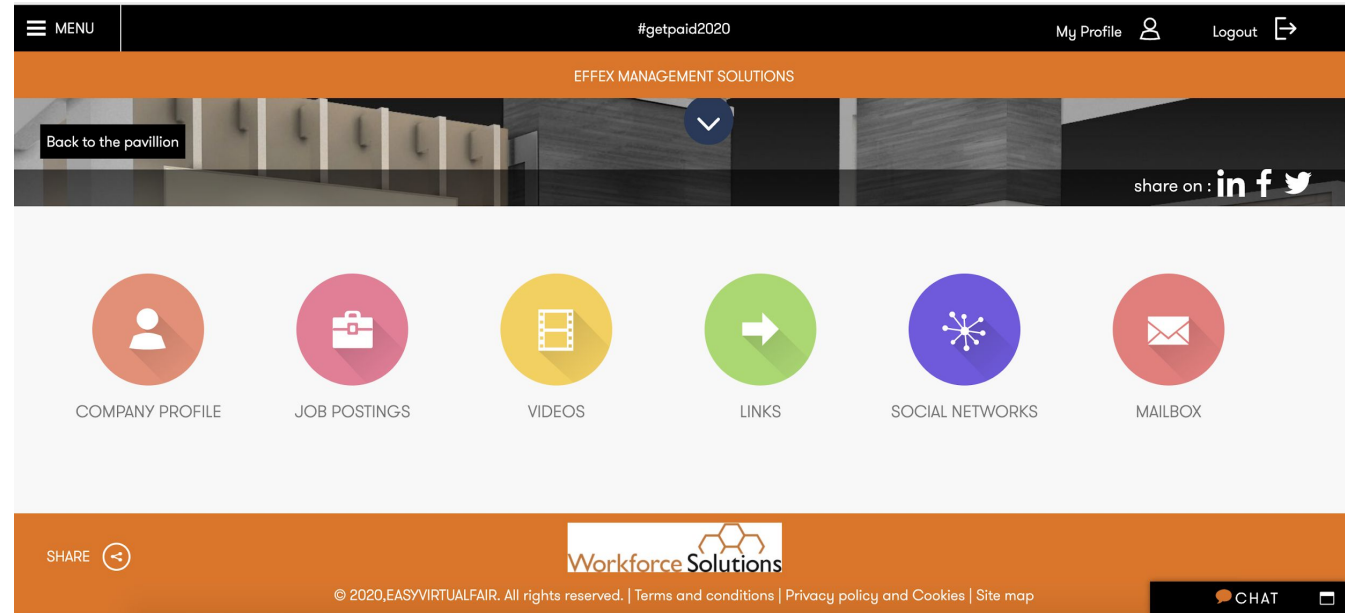 MENU
#getpaid2020
My Profile
Logout
EFFEX MANAGEMENT SOLUTIONS
Back to the pavillion
share on : in f
COMPANY PROFILE
JOB POSTINGS
VIDEOS
LINKS
SOCIAL NETWORKS
MAILBOX
SHARE
Workforce Solutions
© 2020,EASYVIRTUALFAIR. All rights reserved. | Terms and conditions | Privacy policy and Cookies | Site map
CHAT